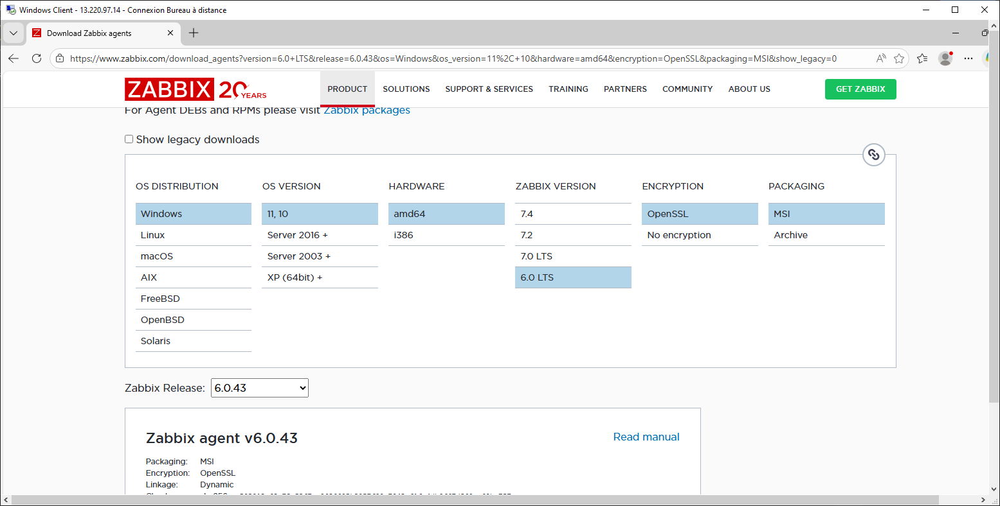 Windows Client - 13.220.97.14 - Connexion Bureau à distance
Download Zabbix agents
https://www.zabbix.com/download_agents?version=6.0+LTS&release=6.0.43&os=Windows&os_version=11%2C+10&hardware=amd64&encryption=OpenSSL&packaging=MSI&show_legacy=0
ZABBIX 20 YEARS PRODUCT SOLUTIONS SUPPORT & SERVICES TRAINING PARTNERS COMMUNITY ABOUT US GET ZABBIX
For Agent DEBs and RPMs please visit Zabbix packages
Show legacy downloads
OS DISTRIBUTION OS VERSION HARDWARE ZABBIX VERSION ENCRYPTION PACKAGING
Windows 11, 10 amd64 7.4 OpenSSL MSI
Linux Server 2016 + i386 7.2 No encryption Archive
macOS Server 2003 + 7.0 LTS
AIX XP (64bit) + 6.0 LTS
FreeBSD
OpenBSD
Solaris
Zabbix Release: 6.0.43
Zabbix agent v6.0.43 Read manual
Packaging: MSI
Encryption: OpenSSL
Linkage: Dynamic